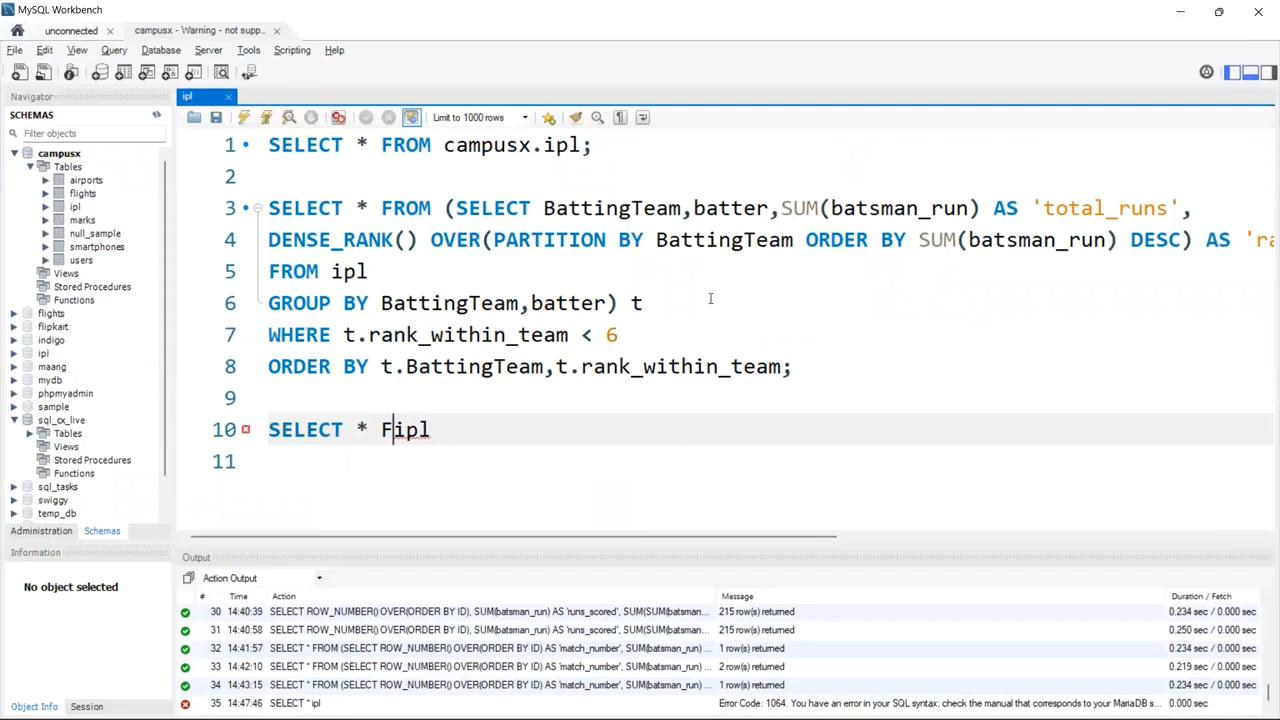 MySQL Workbench
unconnected
campusx - Warning - not supp...
File Edit View Query Database Server Tools Scripting Help
Navigator
SCHEMAS
Filter objects
campusx
Tables
airports
flights
ipl
marks
null_sample
smartphones
users
Views
Stored Procedures
Functions
flights
flipkart
indigo
ipl
maang
mydb
phpmyadmin
sample
sql_cx_live
Tables
Views
Stored Procedures
Functions
sql_tasks
swiggy
temp_db
Administration Schemas
Information
No object selected
Object Info Session
ipl
Limit to 1000 rows
1 SELECT * FROM campusx.ipl;
2
3 SELECT * FROM (SELECT BattingTeam,batter,SUM(batsman_run) AS 'total_runs',
4 DENSE_RANK() OVER(PARTITION BY BattingTeam ORDER BY SUM(batsman_run) DESC) AS 'ra
5 FROM ipl
6 GROUP BY BattingTeam,batter) t
7 WHERE t.rank_within_team < 6
8 ORDER BY t.BattingTeam,t.rank_within_team;
9
10 SELECT * Fipl
11
Output
Action Output
# Time Action Message Duration / Fetch
30 14:40:39 SELECT ROW_NUMBER() OVER(ORDER BY ID), SUM(batsman_run) AS 'runs_scored', SUM(SUM(batsman... 215 row(s) returned 0.234 sec / 0.000 sec
31 14:40:58 SELECT ROW_NUMBER() OVER(ORDER BY ID), SUM(batsman_run) AS 'runs_scored', SUM(SUM(batsman... 215 row(s) returned 0.250 sec / 0.000 sec
32 14:41:57 SELECT * FROM (SELECT ROW_NUMBER() OVER(ORDER BY ID) AS 'match_number', SUM(batsman_run) ... 1 row(s) returned 0.234 sec / 0.000 sec
33 14:42:10 SELECT * FROM (SELECT ROW_NUMBER() OVER(ORDER BY ID) AS 'match_number', SUM(batsman_run) ... 2 row(s) returned 0.219 sec / 0.000 sec
34 14:43:15 SELECT * FROM (SELECT ROW_NUMBER() OVER(ORDER BY ID) AS 'match_number', SUM(batsman_run) ... 1 row(s) returned 0.234 sec / 0.000 sec
35 14:47:46 SELECT * ipl Error Code: 1064. You have an error in your SQL syntax; check the manual that corresponds to your MariaDB s... 0.000 sec